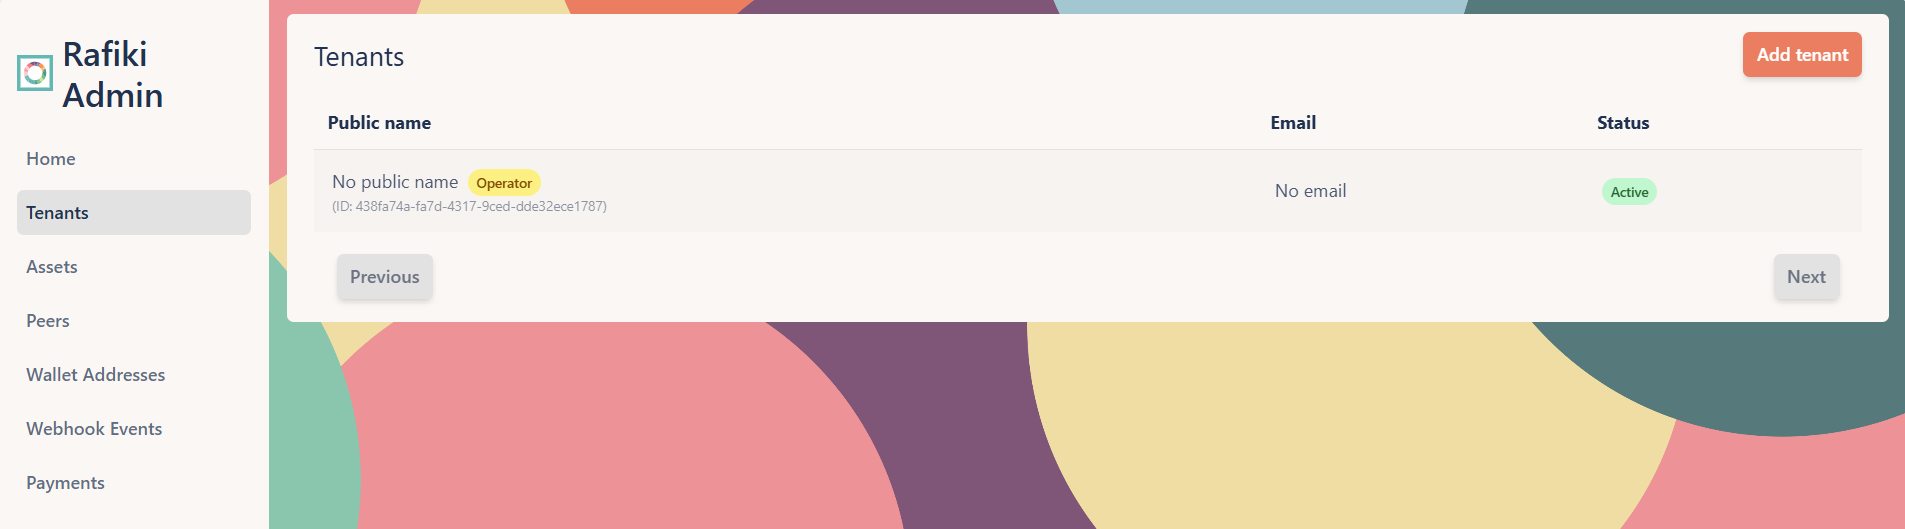 Rafiki
Admin
Home
Tenants
Assets
Peers
Wallet Addresses
Webhook Events
Payments
Tenants
Add tenant
Public name Email Status
No public name Operator
(ID: 438fa74a-fa7d-4317-9ced-dde32ece1787)
No email
Active
Previous
Next